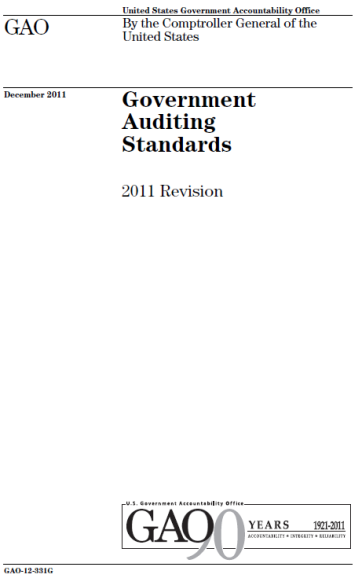 United States Government Accountability Office
GAO
By the Comptroller General of the
United States
December 2011
Government
Auditing
Standards
2011 Revision
U.S. Government Accountability Office
GAO 90 YEARS 1921-2011
ACCOUNTABILITY * INTEGRITY * RELIABILITY
GAO-12-331G